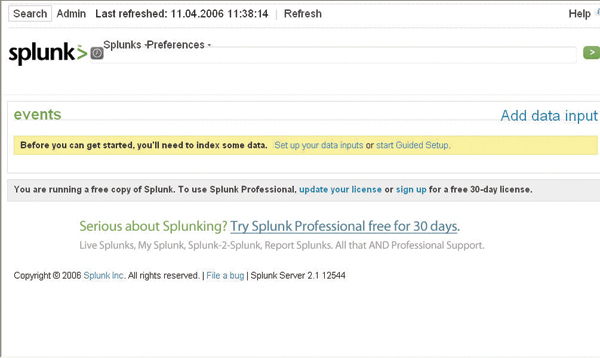 Search Admin Last refreshed: 11.04.2006 11:38:14 | Refresh Help
splunk> Splunks -Preferences - >
events Add data input
Before you can get started, you'll need to index some data. Set up your data inputs or start Guided Setup.
You are running a free copy of Splunk. To use Splunk Professional, update your license or sign up for a free 30-day license.
Serious about Splunking? Try Splunk Professional free for 30 days.
Live Splunks, My Splunk, Splunk-2-Splunk, Report Splunks. All that AND Professional Support.
Copyright © 2006 Splunk Inc. All rights reserved. | File a bug | Splunk Server 2.1 12544